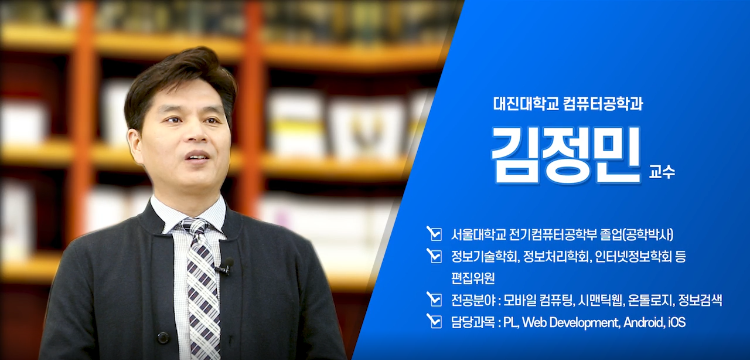 대진대학교 컴퓨터공학과
김정민 교수
서울대학교 전기컴퓨터공학부 졸업(공학박사)
정보기술학회, 정보처리학회, 인터넷정보학회 등
편집위원
전공분야 : 모바일 컴퓨팅, 시맨틱웹, 온톨로지, 정보검색
담당과목 : PL, Web Development, Android, iOS